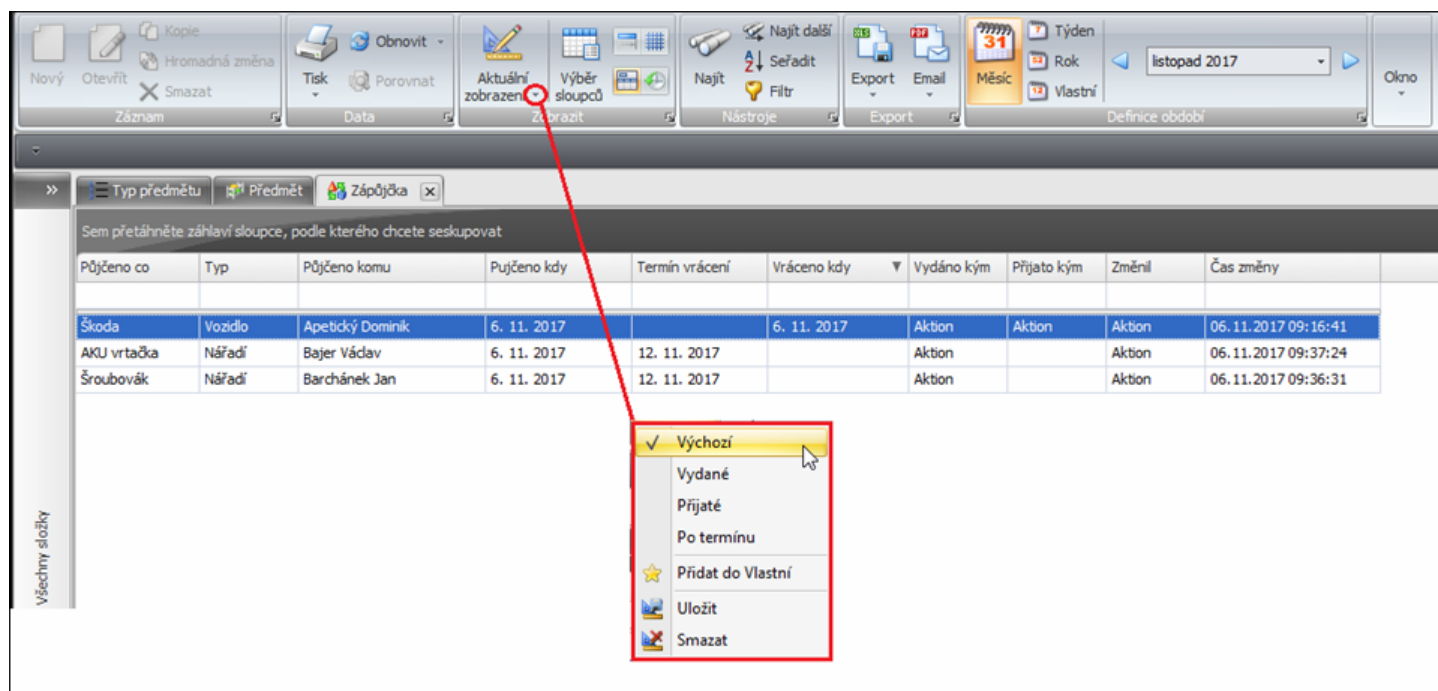 Nový
Otevřít
Kopie
Hromadná změna
Smazat
Záznam
Tisk
Obnovit
Porovnat
Data
Aktuální
zobrazení
Výběr
sloupců
Zobrazit
Najít
Najít další
Seřadit
Filtr
Nástroje
Export
Email
Export
Měsíc
Týden
Rok
Vlastní
listopad 2017
Definice období
Okno
Typ předmětu
Předmět
Zápůjčka
Sem přetáhněte záhlaví sloupce, podle kterého chcete seskupovat
Půjčeno co Typ Půjčeno komu Pujčeno kdy Termín vrácení Vráceno kdy Vydáno kým Přijato kým Změnil Čas změny
Škoda Vozidlo Apetický Dominik 6. 11. 2017 6. 11. 2017 Aktion Aktion Aktion 06.11.2017 09:16:41
AKU vrtačka Nářadí Bajer Václav 6. 11. 2017 12. 11. 2017 Aktion Aktion 06.11.2017 09:37:24
Šroubovák Nářadí Barchánek Jan 6. 11. 2017 12. 11. 2017 Aktion Aktion 06.11.2017 09:36:31
Výchozí
Vydané
Přijaté
Po termínu
Přidat do Vlastní
Uložit
Smazat
Všechny složky